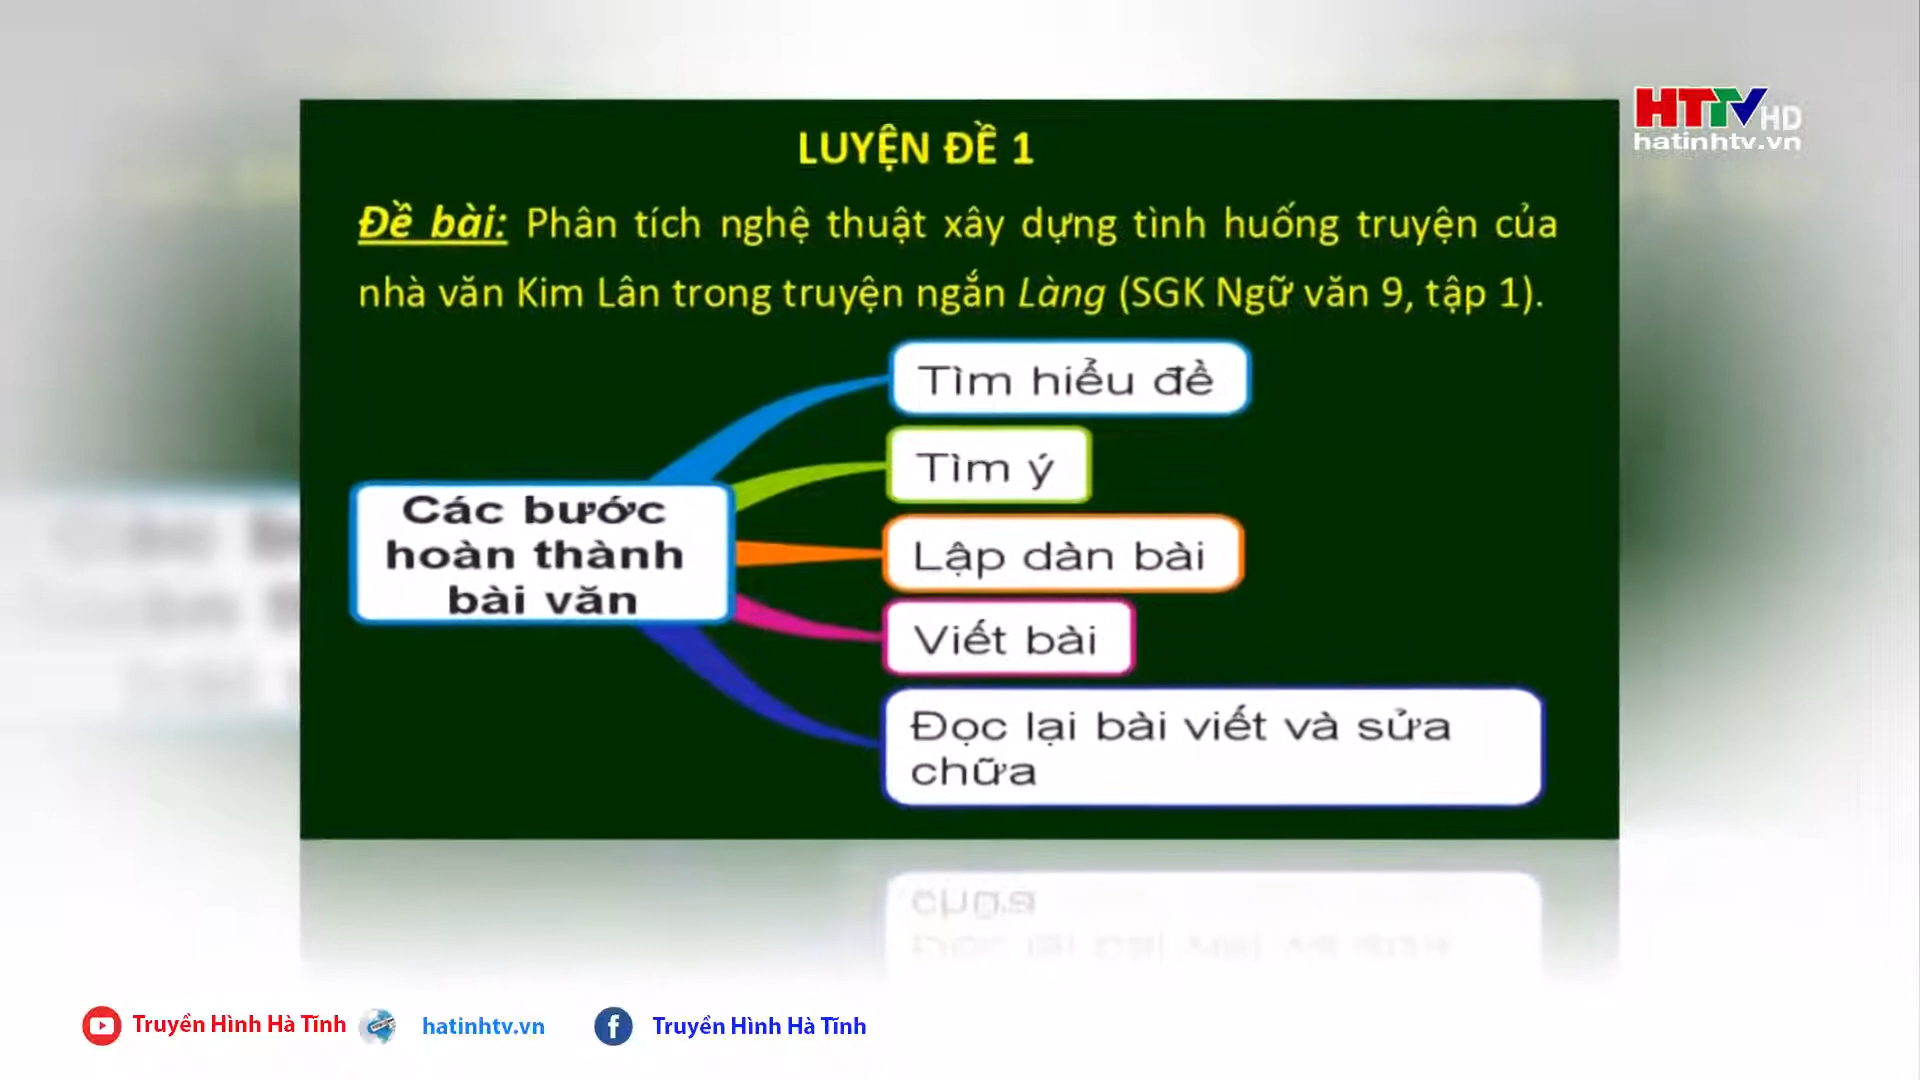 HTTV HD
hatinhtv.vn
LUYỆN ĐỀ 1
Đề bài: Phân tích nghệ thuật xây dựng tình huống truyện của
nhà văn Kim Lân trong truyện ngắn Làng (SGK Ngữ văn 9, tập 1).
Các bước
hoàn thành
bài văn
Tìm hiểu đề
Tìm ý
Lập dàn bài
Viết bài
Đọc lại bài viết và sửa
chữa
Truyền Hình Hà Tĩnh
hatinhtv.vn
Truyền Hình Hà Tĩnh